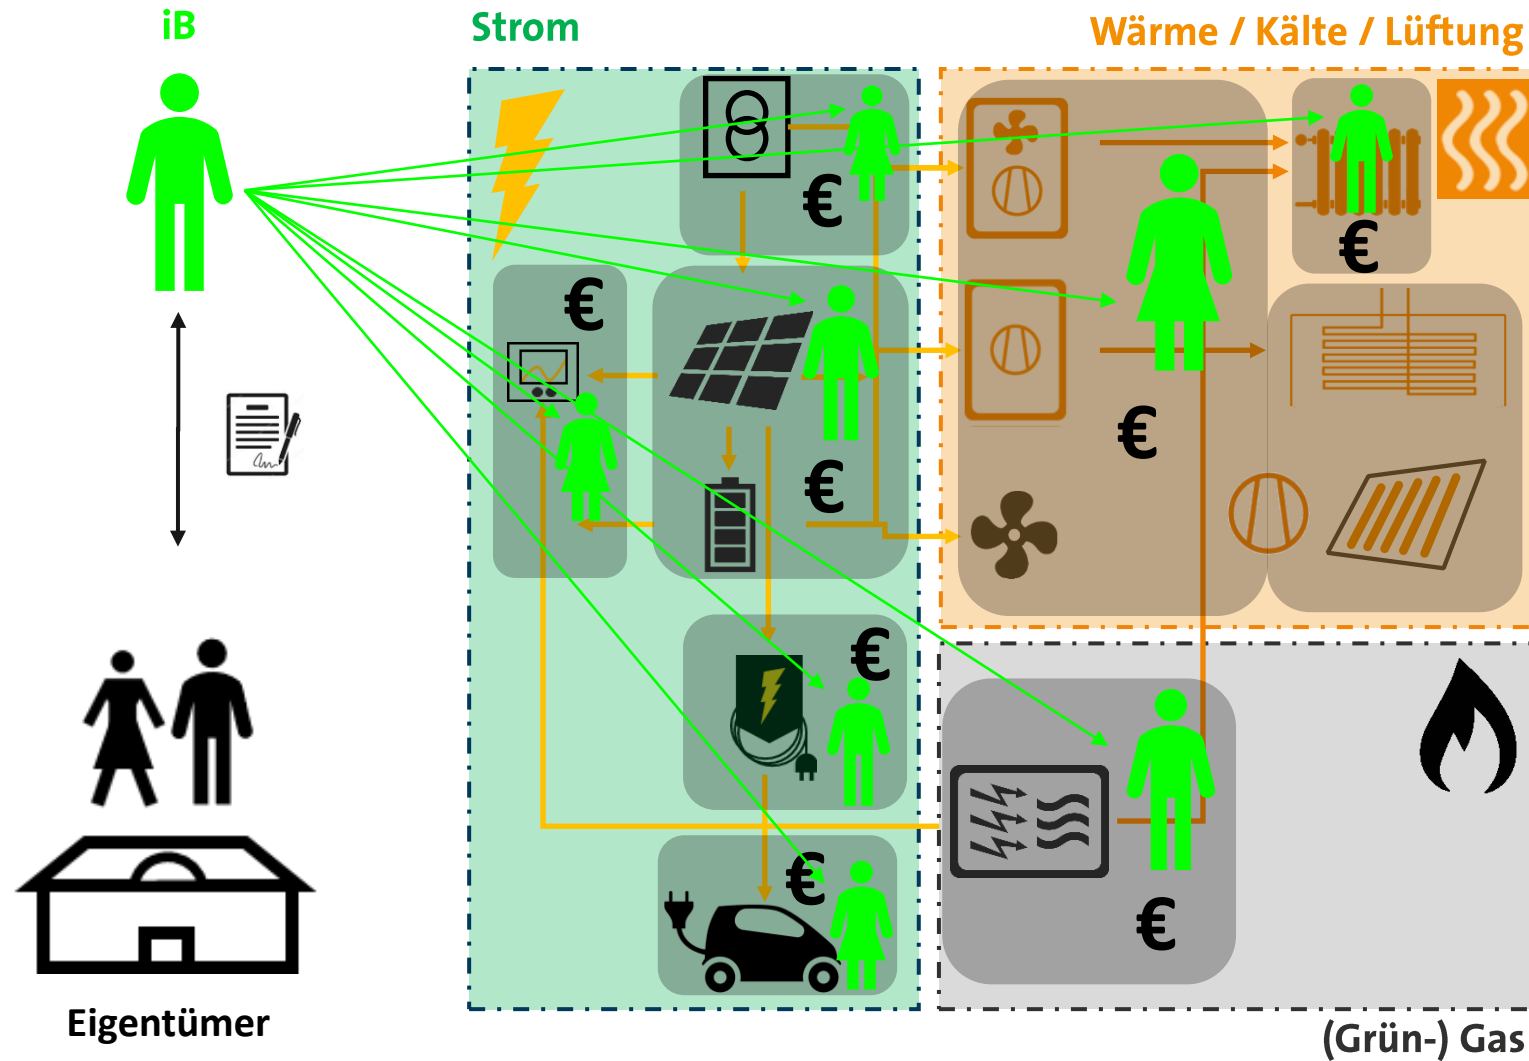 iB
Strom
Wärme / Kälte / Lüftung
€
€
€
€
€
€
€
€
€
Eigentümer
(Grün-) Gas